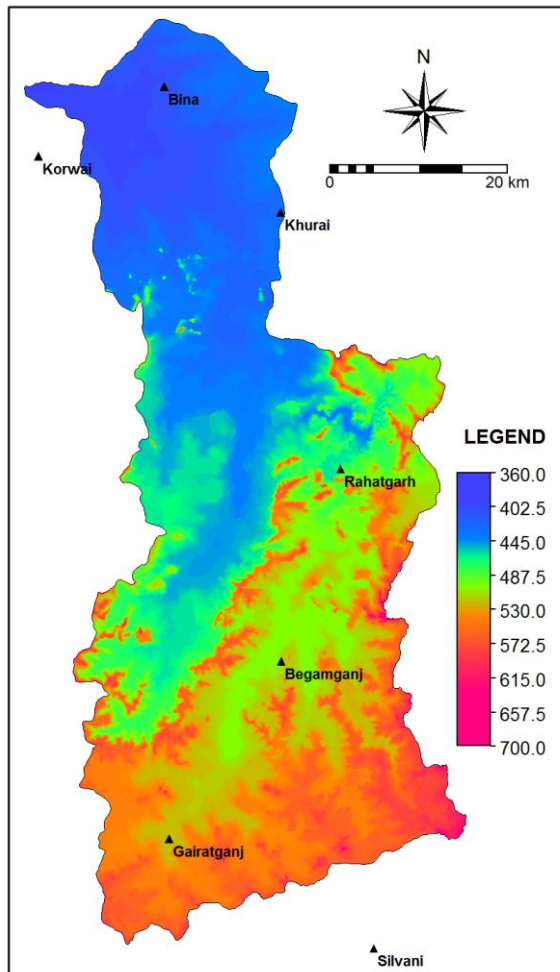 N
Bina
Korwai
0 20 km
Khurai
LEGEND
360.0
402.5
445.0
487.5
530.0
572.5
615.0
657.5
700.0
Rahatgarh
Begamganj
Gairatganj
Silvani